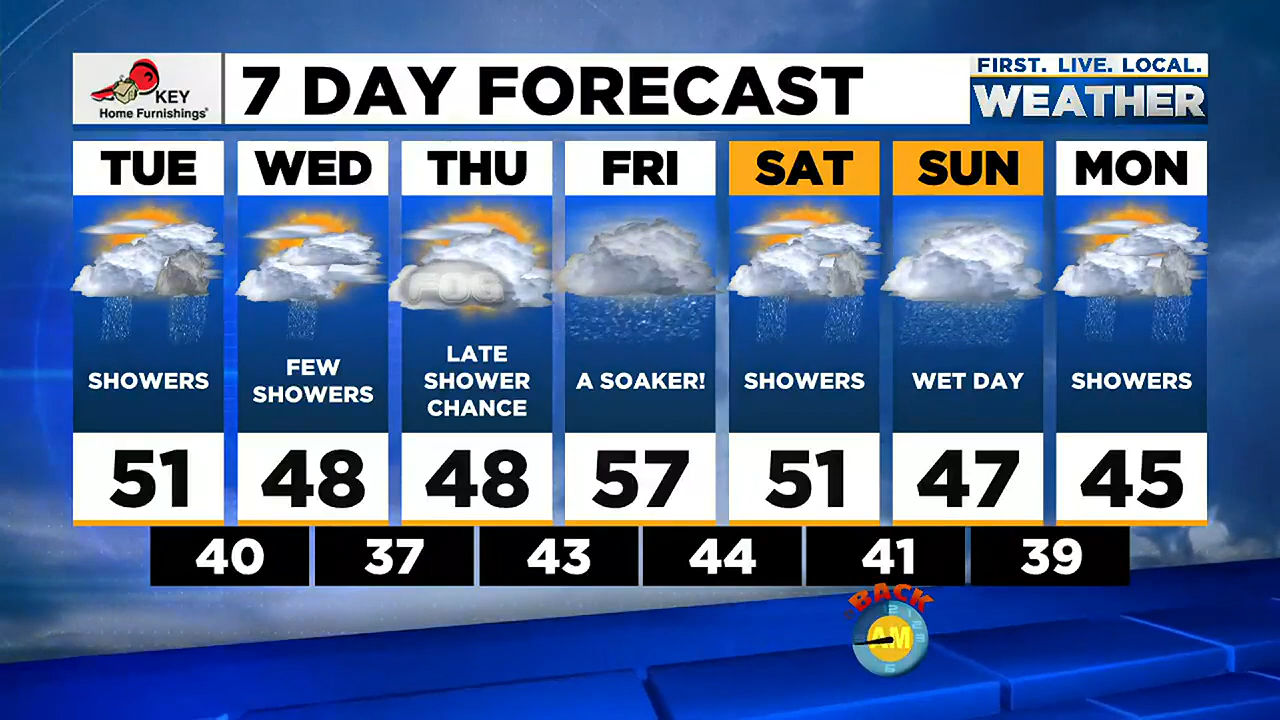 KEY
Home Furnishings
7 DAY FORECAST
FIRST. LIVE. LOCAL.
WEATHER
TUE
WED
THU
FRI
SAT
SUN
MON
FOG
SHOWERS
FEW
SHOWERS
LATE
SHOWER
CHANCE
A SOAKER!
SHOWERS
WET DAY
SHOWERS
51
48
48
57
51
47
45
40
37
43
44
41
39
BACK
AM
12
6